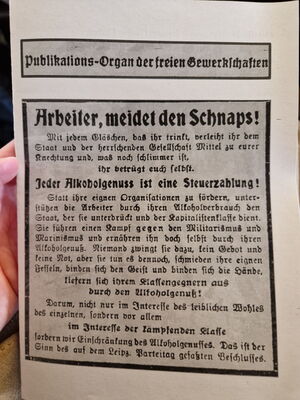 Publikations-Organ der freien Gewerkschaften
Arbeiter, meidet den Schnaps!
Mit jedem Gläschen, das ihr trinkt, verleiht ihr dem
Staat und der herrschenden Gesellschaft Mittel zu eurer
Knechtung und, was noch schlimmer ist,
ihr betrügt euch selbst.
Jeder Alkoholgenuss ist eine Steuerzahlung!
Statt ihre eigenen Organisationen zu fördern, unter-
stützen die Arbeiter durch ihren Alkoholverbrauch den
Staat, der sie unterdrückt und der Kapitalistenklasse dient.
Sie führen einen Kampf gegen den Militarismus und
Marinismus und ernähren ihn doch selbst durch ihren
Alkoholkonsum. Niemand zwingt sie dazu, kein Gebot und
keine Not, aber sie tun es dennoch, schmieden ihre eignen
Fesseln, binden sich den Geist und binden sich die Hände,
liefern sich ihrem Klassengegnern aus
durch den Alkoholgenuß!
Darum, nicht nur im Interesse des leiblichen Wohles
des einzelnen, sondern vor allem
im Interesse der kämpfenden Klasse
fordern wir Einschränkung des Alkoholgenusses. Das ist der
Sinn des auf dem Leipz. Parteitag gefaßten Beschlusses.